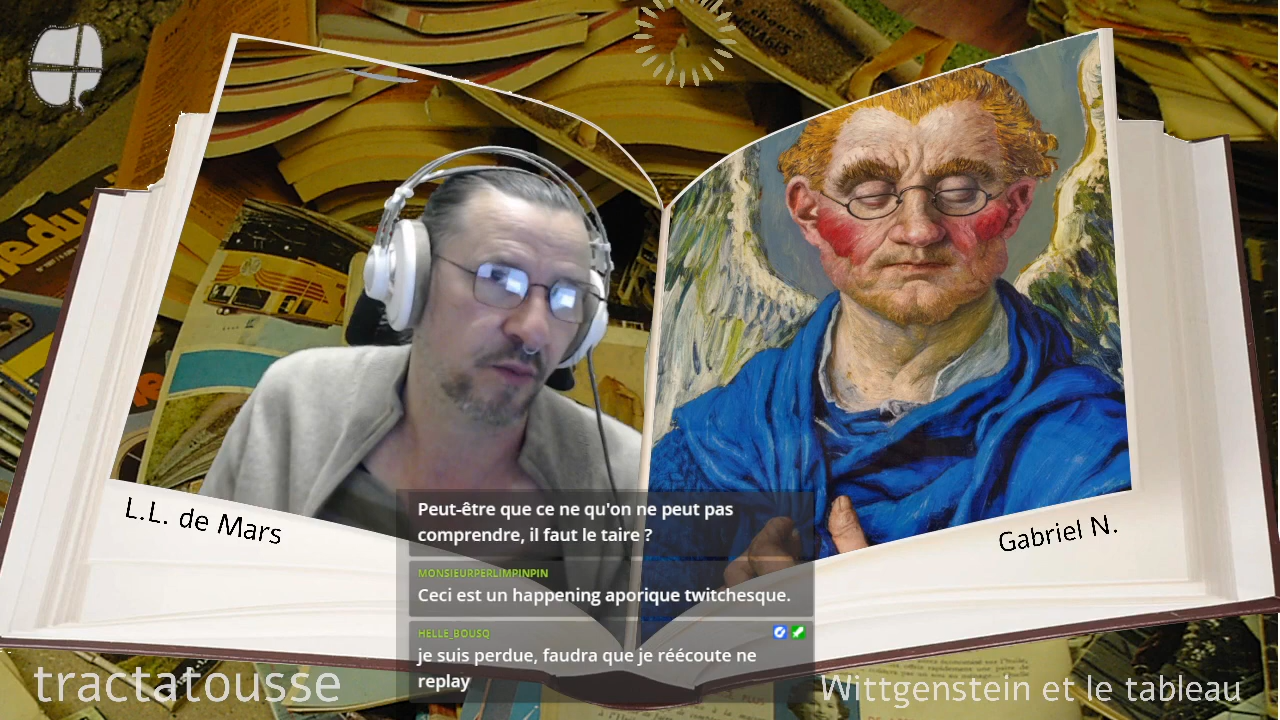 L.L. de Mars
Gabriel N.
Peut-être que ce ne qu'on ne peut pas
comprendre, il faut le taire ?
MONSIEURPERLIMPINPIN
Ceci est un happening aporique twitchesque.
HELLE_BOUSQ
je suis perdue, faudra que je réécoute ne
replay
tractatousse
Wittgenstein et le tableau